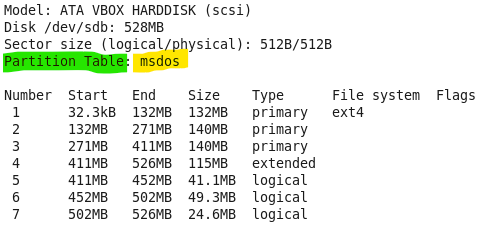 Model: ATA VBOX HARDDISK (scsi)
Disk /dev/sdb: 528MB
Sector size (logical/physical): 512B/512B
Partition Table: msdos
Number  Start   End    Size    Type      File system  Flags
 1      32.3kB  132MB  132MB   primary   ext4
 2      132MB   271MB  140MB   primary
 3      271MB   411MB  140MB   primary
 4      411MB   526MB  115MB   extended
 5      411MB   452MB  41.1MB  logical
 6      452MB   502MB  49.3MB  logical
 7      502MB   526MB  24.6MB  logical